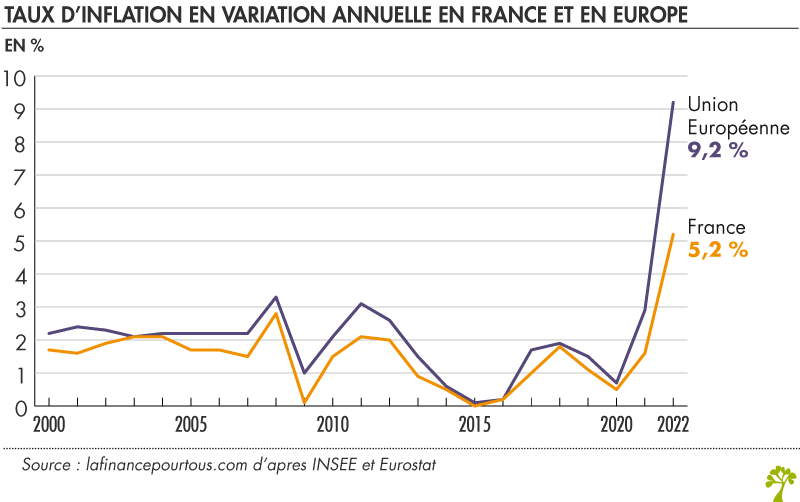 TAUX D'INFLATION EN VARIATION ANNUELLE EN FRANCE ET EN EUROPE
EN %
10
9
8
7
6
5
4
3
2
1
0
Union
Européenne
9,2 %
France
5,2 %
2000 2005 2010 2015 2020 2022
Source : lafinancepourtous.com d'apres INSEE et Eurostat